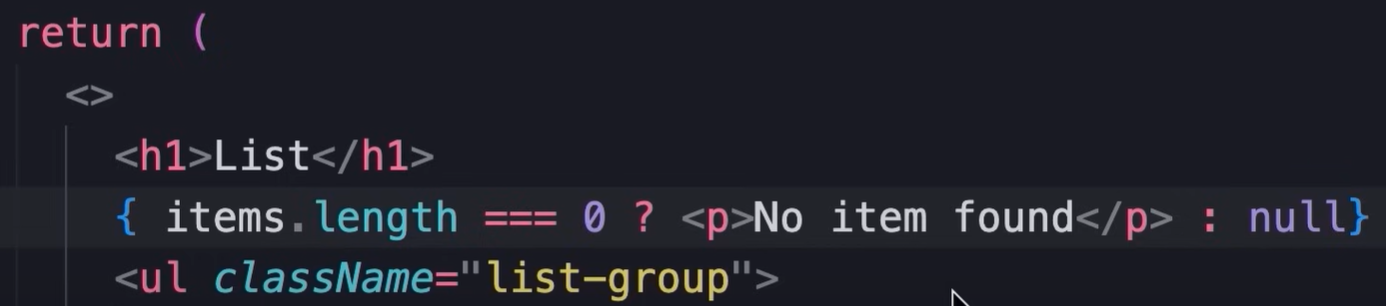 return (
<>
<h1>List</h1>
{ items.length === 0 ? <p>No item found</p> : null}
<ul className="list-group">